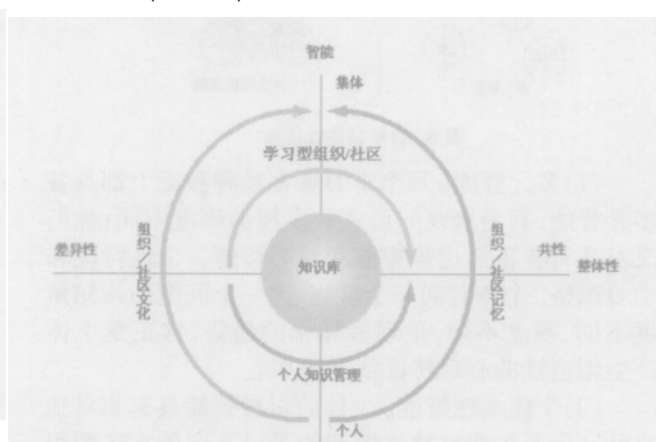 智能
集体
学习型组织/社区
组织/社区文化
差异性
知识库
组织/社区记忆
共性
整体性
个人知识管理
个人